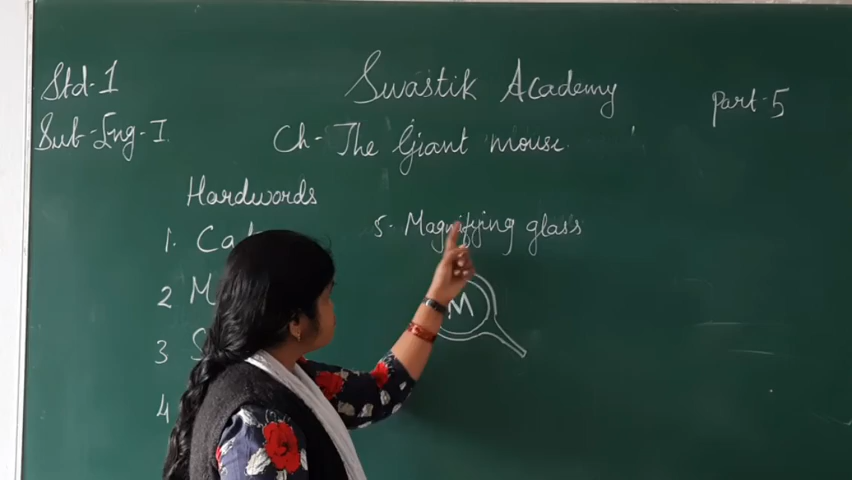 Std-1
Swastik Academy
Part-5
Sub-Eng-I
Ch-The Giant mouse
Hardwords
1.
5. Magnifying glass
2
M
3
4